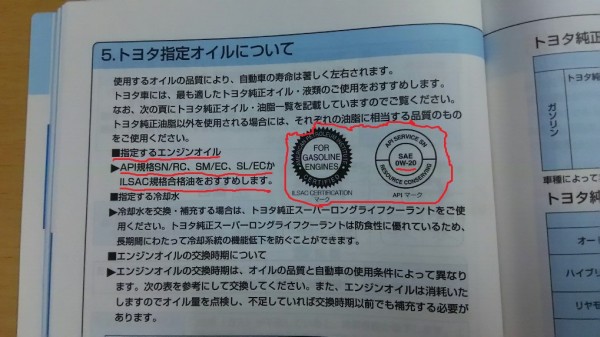 5.トヨタ指定オイルについて
使用するオイルの品質により、自動車の寿命は著しく左右されます。
トヨタ車には、最も適したトヨタ純正オイル・液類のご使用をおすすめします。
なお、次の頁にトヨタ純正オイル・油脂一覧を記載していますのでご覧ください。
トヨタ純正油脂以外を使用される場合には、それぞれの油脂に相当する品質のもの
をご使用ください。
■指定するエンジンオイル
▶API規格SN/RC、SM/EC、SL/ECか
ILSAC規格合格油をおすすめします。
FOR
GASOLINE
ENGINES
ILSAC CERTIFICATION
マーク
API SERVICE SN
SAE
0W-20
RESOURCE CONSERVING
API マーク
■指定する冷却水
▶冷却水を交換・補充する場合は、トヨタ純正スーパーロングライフクーラントをご使
用ください。トヨタ純正スーパーロングライフクーラントは防食性に優れているため、
長期間にわたって冷却系統の機能低下を防ぐことができます。
■エンジンオイルの交換時期について
▶エンジンオイルの交換時期は、オイルの品質と自動車の使用条件によって異なり
ます。次の表を参考にして交換してください。また、エンジンオイルは消耗いた
しますのでオイル量を点検し、不足していれば交換時期以前でも補充する必要が
あります。
トヨタ純正
トヨタ純
ガソリン
車種によって
トヨタ純
オート
ハイブリ
リヤモ